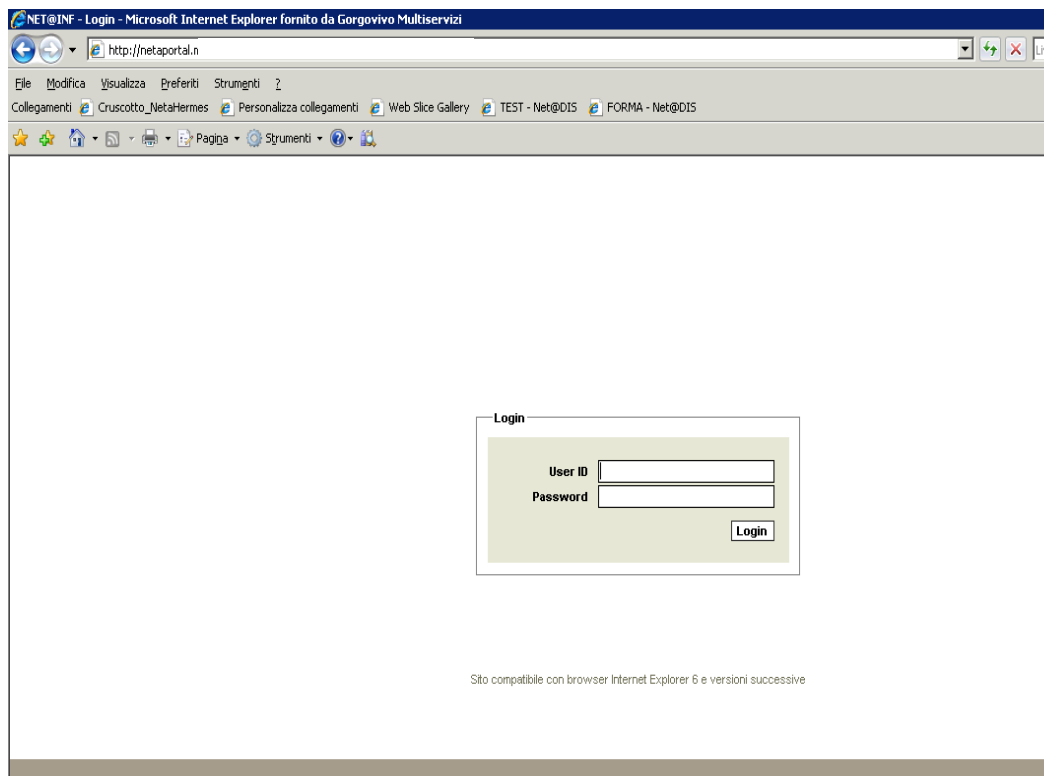 NET@INF - Login - Microsoft Internet Explorer fornito da Gorgovivo Multiservizi
http://netaportal.n
Li
File Modifica Visualizza Preferiti Strumenti ?
Collegamenti Cruscotto_NetaHermes Personalizza collegamenti Web Slice Gallery TEST - Net@DIS FORMA - Net@DIS
Pagina Strumenti
Login
User ID
Password
Login
Sito compatibile con browser Internet Explorer 6 e versioni successive